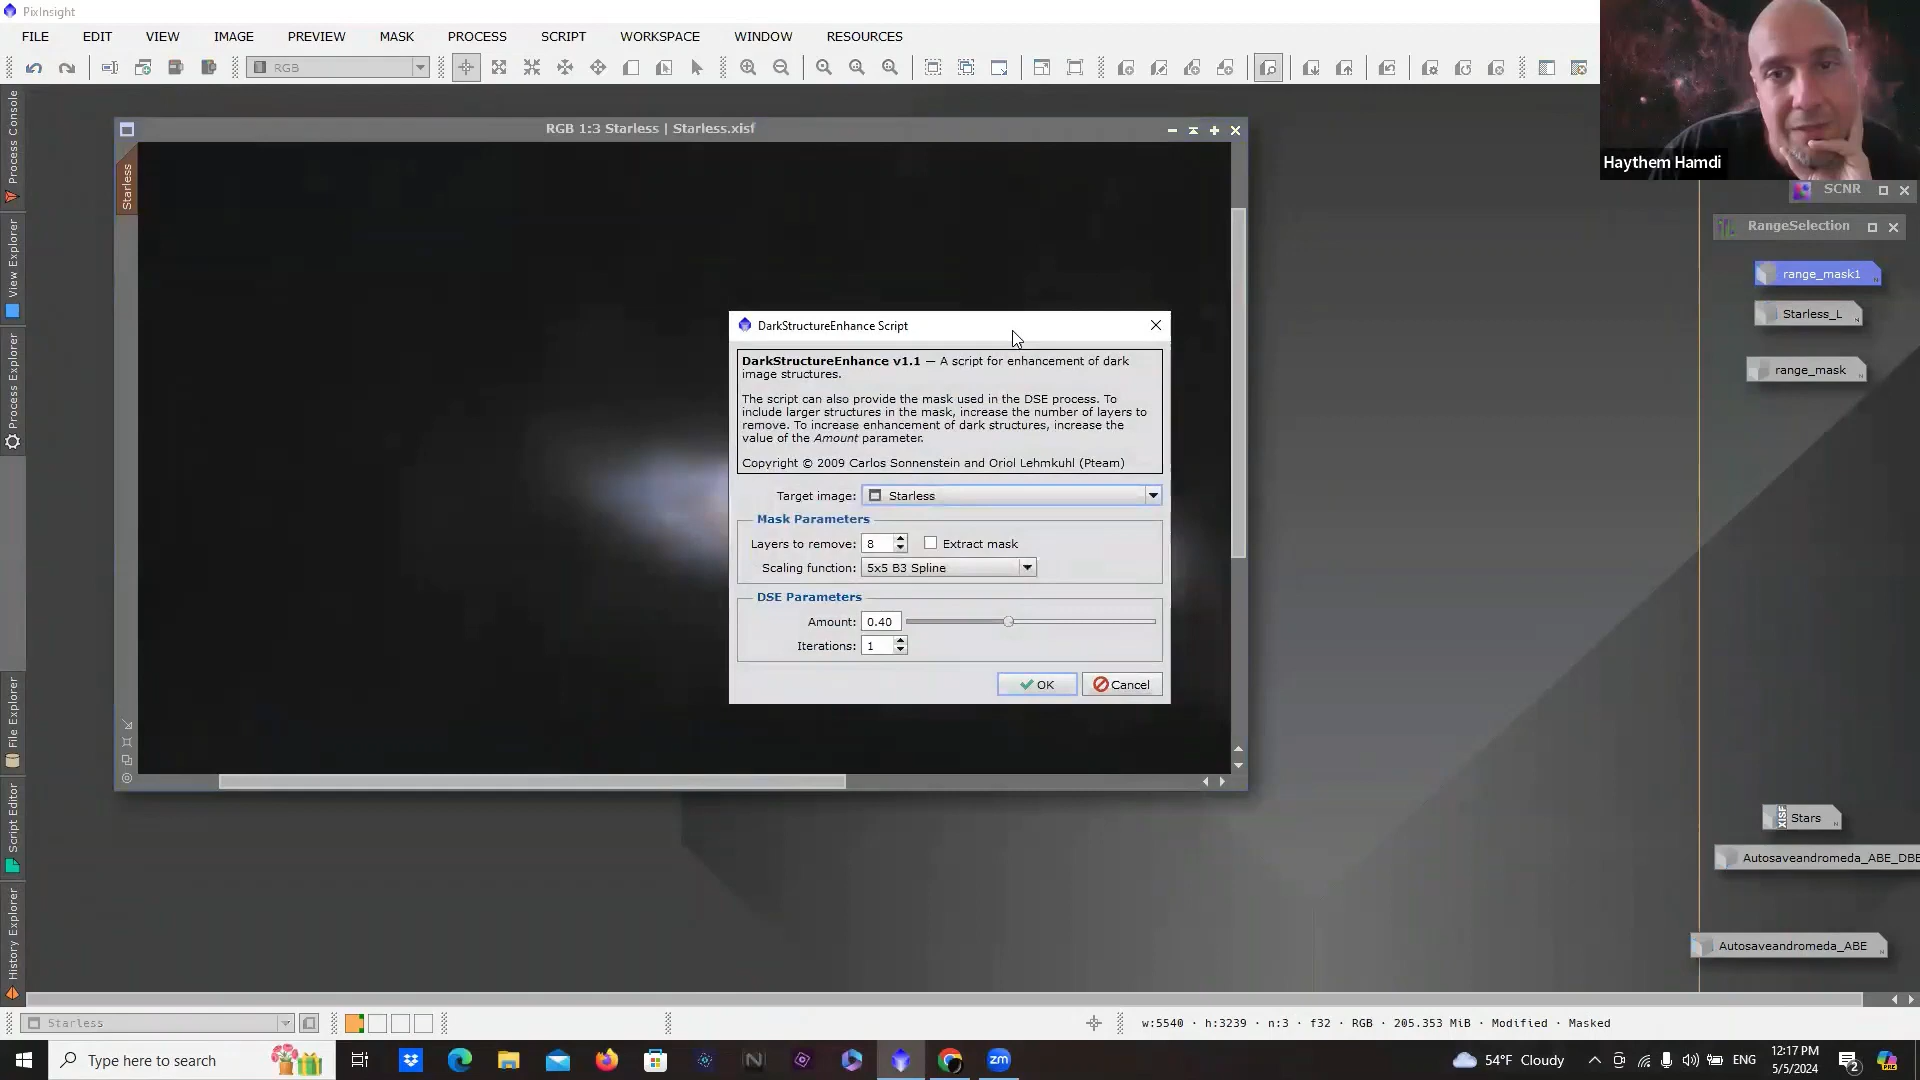 PixInsight
FILE EDIT VIEW IMAGE PREVIEW MASK PROCESS SCRIPT WORKSPACE WINDOW RESOURCES
RGB
Haythem Hamdi
Process Console
View Explorer
Process Explorer
File Explorer
Script Editor
History Explorer
RGB 1:3 Starless | Starless.xisf
Starless
DarkStructureEnhance Script
DarkStructureEnhance v1.1 — A script for enhancement of dark
image structures.
The script can also provide the mask used in the DSE process. To
include larger structures in the mask, increase the number of layers to
remove. To increase enhancement of dark structures, increase the
value of the Amount parameter.
Copyright © 2009 Carlos Sonnenstein and Oriol Lehmkuhl (Pteam)
Target image: Starless
Mask Parameters
Layers to remove: 8 Extract mask
Scaling function: 5x5 B3 Spline
DSE Parameters
Amount: 0.40
Iterations: 1
OK Cancel
SCNR
RangeSelection
range_mask1
Starless_L
range_mask
XISF Stars
Autosaveandromeda_ABE_DBE
Autosaveandromeda_ABE
Starless
w:5540 · h:3239 · n:3 · f32 · RGB · 205.353 MiB · Modified · Masked
Type here to search
zm
54°F Cloudy
ENG
12:17 PM
5/5/2024
2
PRE